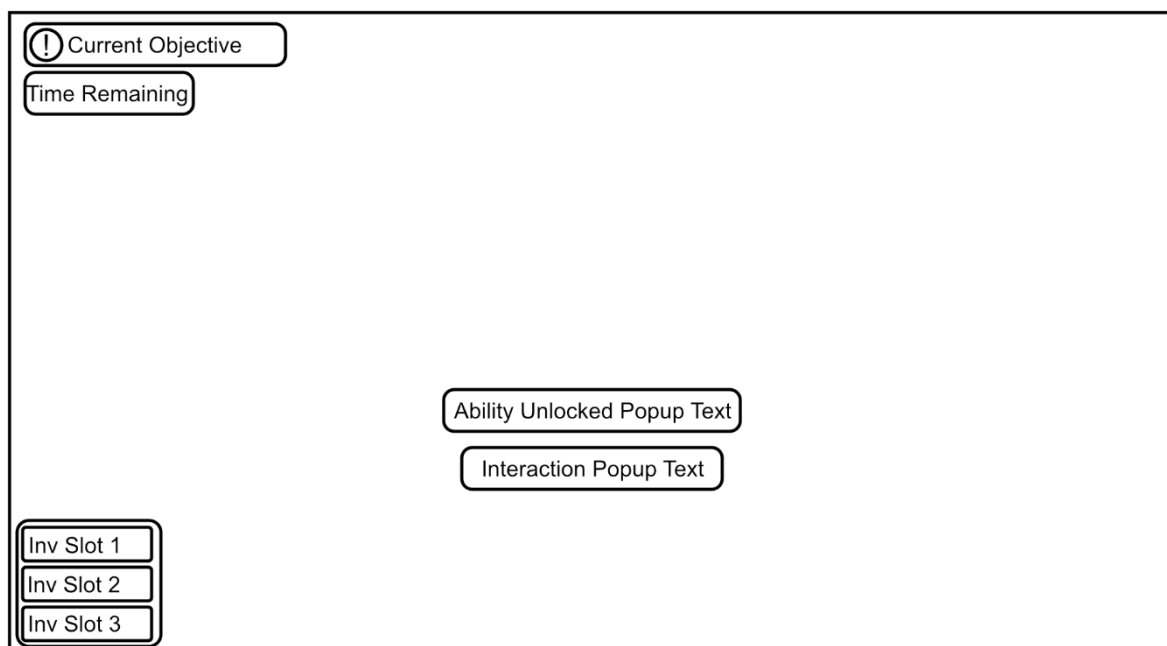 ! Current Objective
Time Remaining
Ability Unlocked Popup Text
Interaction Popup Text
Inv Slot 1
Inv Slot 2
Inv Slot 3